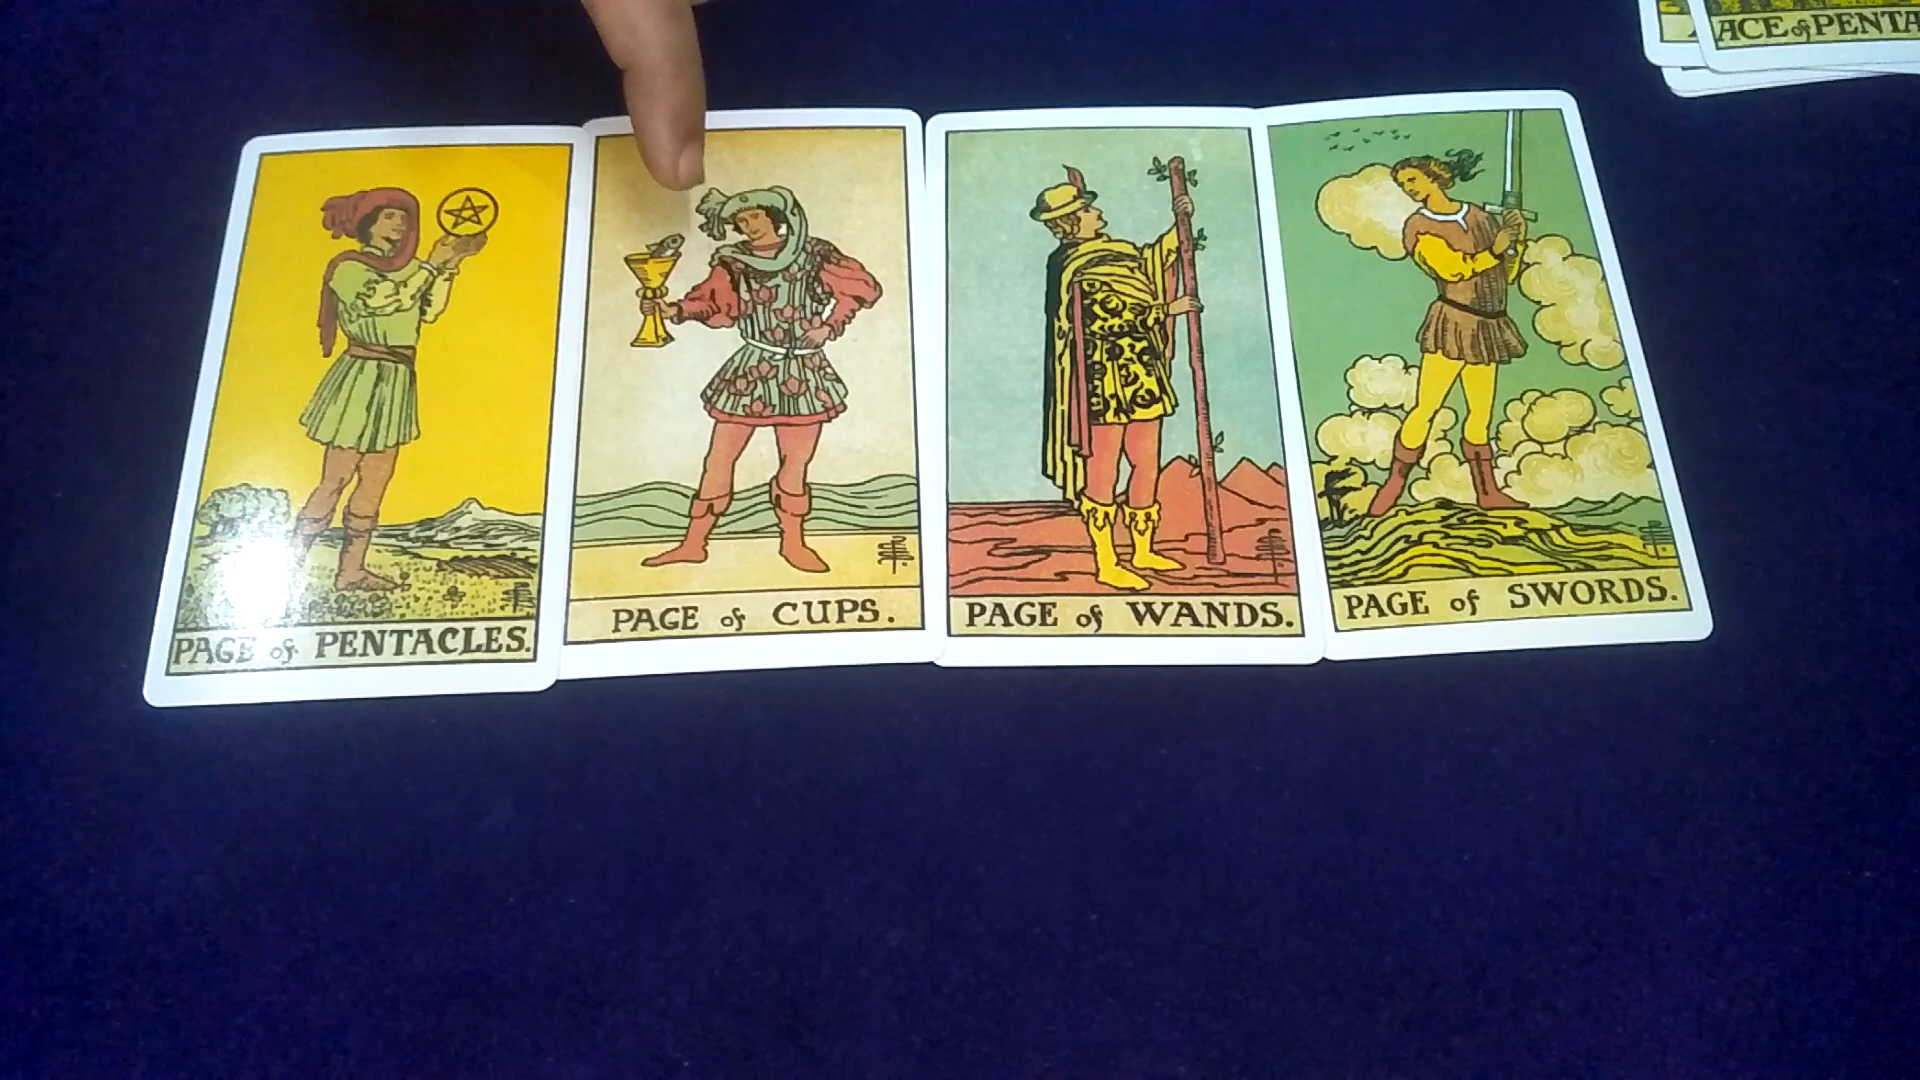 ACE of PENTA
PAGE of PENTACLES.
PAGE of CUPS.
PAGE of WANDS.
PAGE of SWORDS.